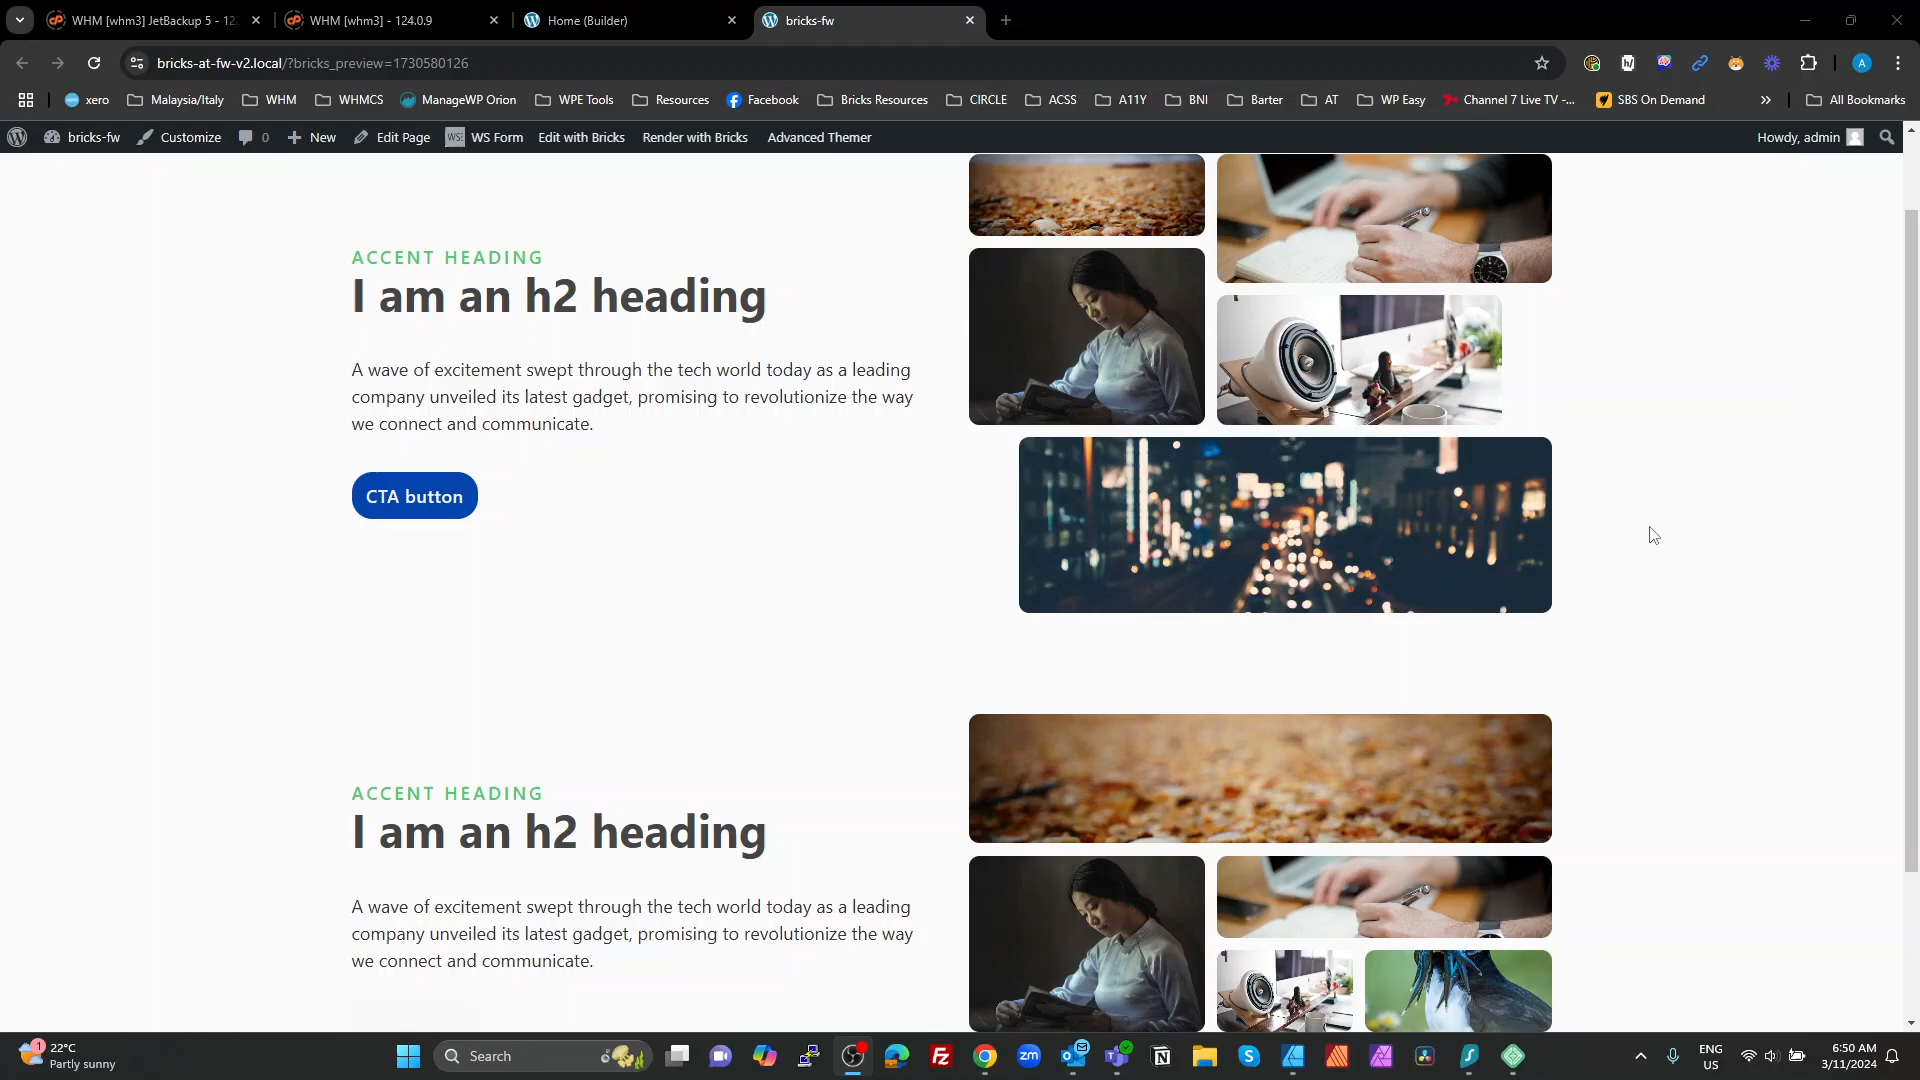 WHM [whm3] JetBackup 5 - 12
WHM [whm3] - 124.0.9
Home (Builder)
bricks-fw
bricks-at-fw-v2.local/?bricks_preview=1730580126
A
xero
Malaysia/Italy
WHM
WHMCS
ManageWP Orion
WPE Tools
Resources
Facebook
Bricks Resources
CIRCLE
ACSS
A11Y
BNI
Barter
AT
WP Easy
Channel 7 Live TV -...
SBS On Demand
All Bookmarks
bricks-fw
Customize
0
New
Edit Page
WS Form
Edit with Bricks
Render with Bricks
Advanced Themer
Howdy, admin
ACCENT HEADING
I am an h2 heading
A wave of excitement swept through the tech world today as a leading
company unveiled its latest gadget, promising to revolutionize the way
we connect and communicate.
CTA button
ACCENT HEADING
I am an h2 heading
A wave of excitement swept through the tech world today as a leading
company unveiled its latest gadget, promising to revolutionize the way
we connect and communicate.
1
22°C
Partly sunny
Search
ENG
US
6:50 AM
3/11/2024